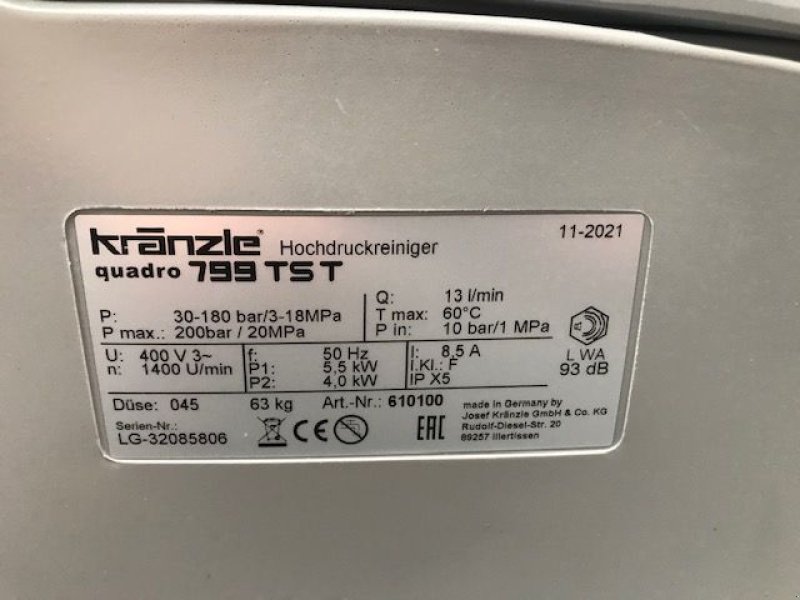 kränzle® Hochdruckreiniger 11-2021
quadro 799 TS T
P: 30-180 bar/3-18MPa
P max.: 200bar / 20MPa
Q: 13 l/min
T max: 60°C
P in: 10 bar/1 MPa
U: 400 V 3~
n: 1400 U/min
f: 50 Hz
P1: 5,5 kW
P2: 4,0 kW
I: 8,5 A
I.Kl.: F
IP X5
L WA
93 dB
Düse: 045 63 kg Art.-Nr.: 610100
Serien-Nr.:
LG-32085806
CE
EAC
made in Germany by
Josef Kränzle GmbH & Co. KG
Rudolf-Diesel-Str. 20
89257 Illertissen